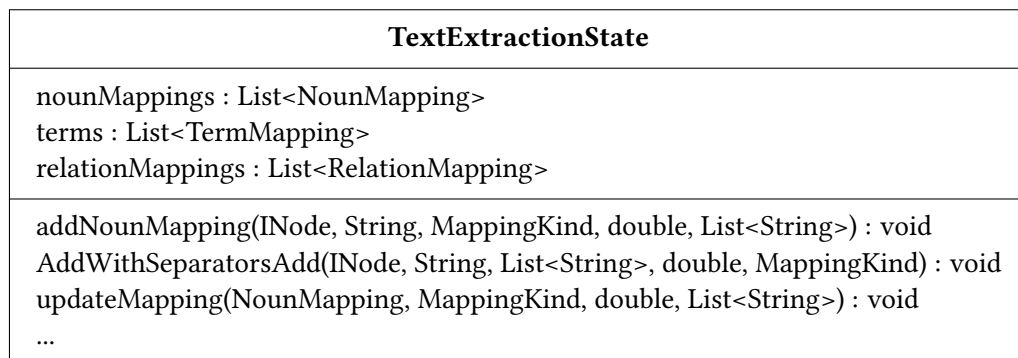 TextExtractionState
nounMappings : List<NounMapping>
terms : List<TermMapping>
relationMappings : List<RelationMapping>
addNounMapping(INode, String, MappingKind, double, List<String>) : void
AddWithSeparatorsAdd(INode, String, List<String>, double, MappingKind) : void
updateMapping(NounMapping, MappingKind, double, List<String>) : void
...